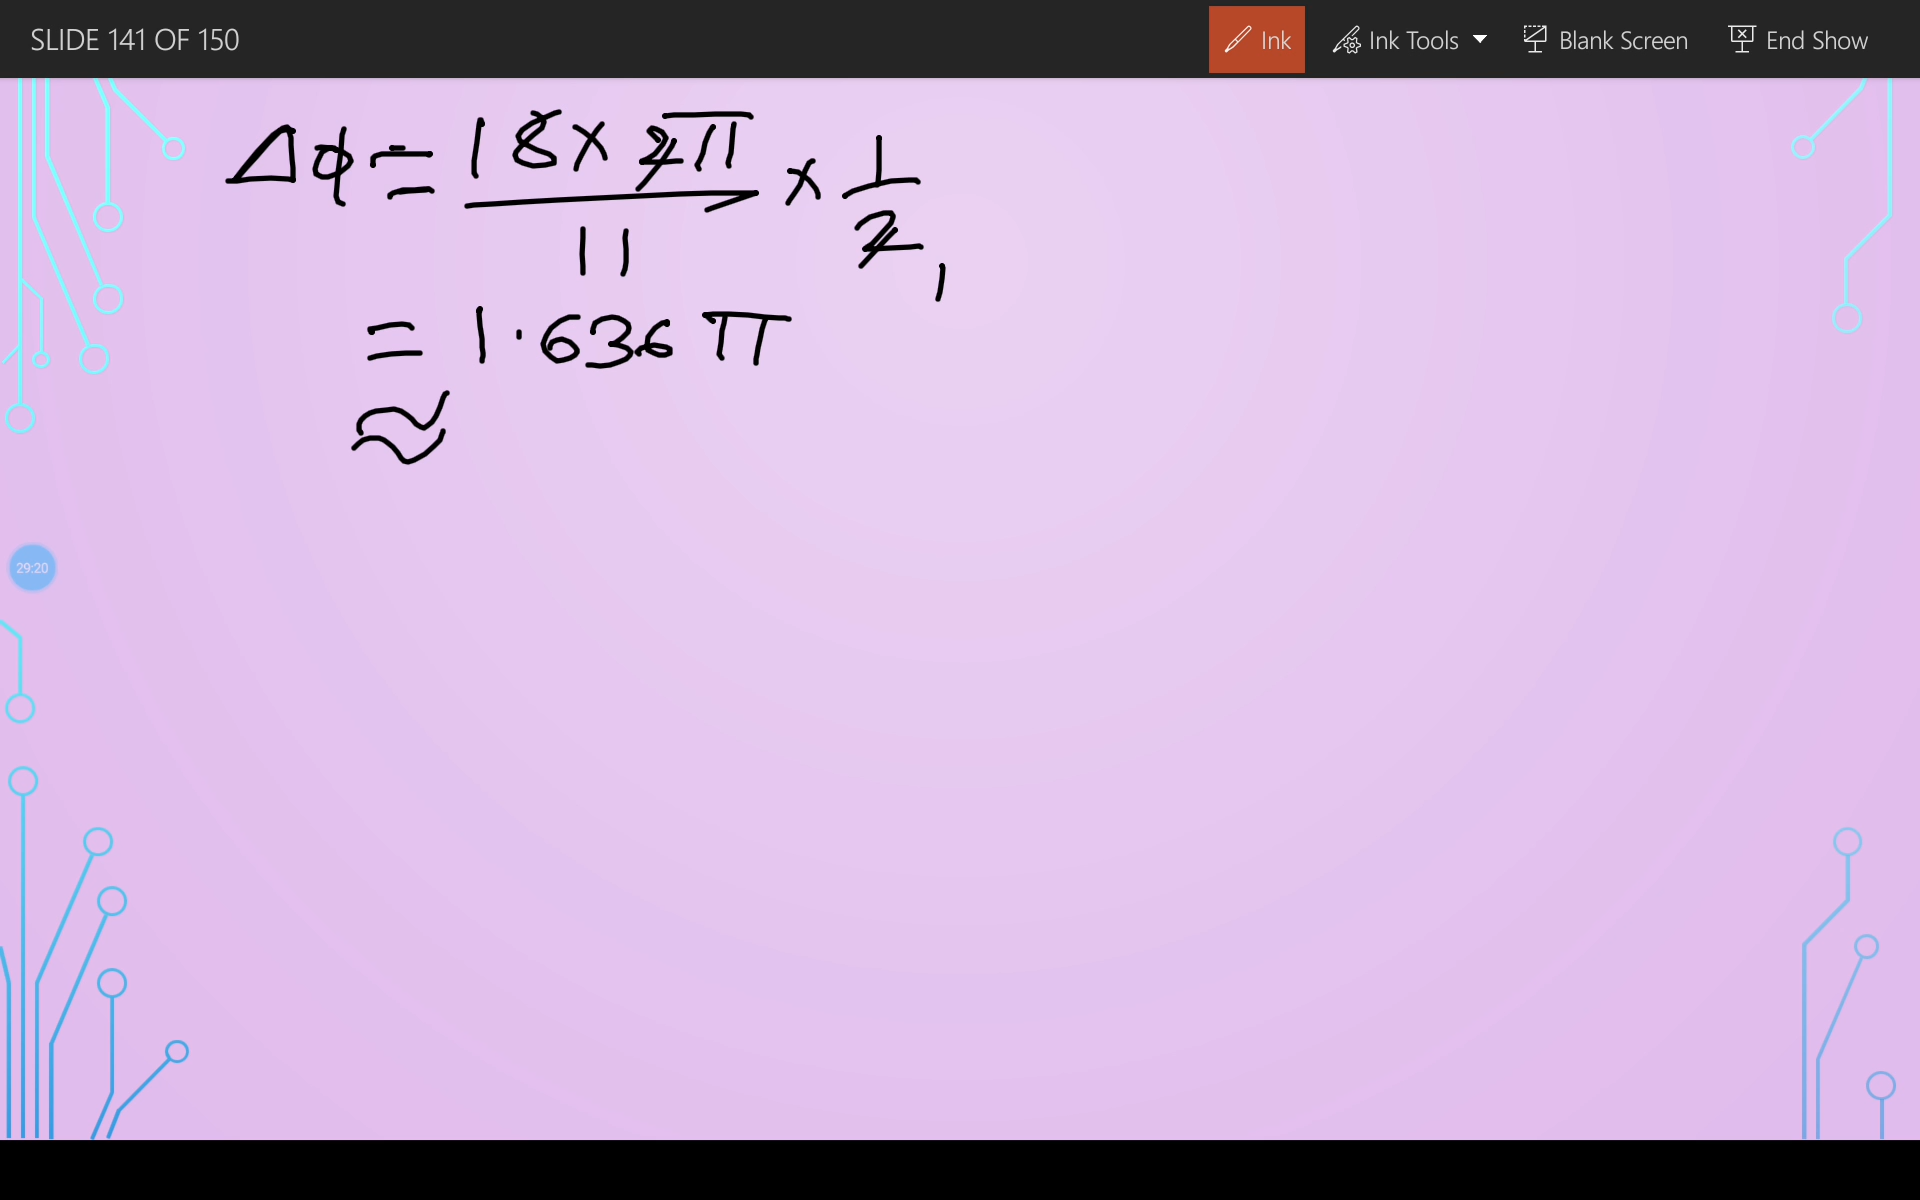 SLIDE 141 OF 150 Ink Ink Tools Blank Screen End Show
Δφ = 18 × 2π / 11 × 1 / 2,
= 1.636 π
≈
29:20